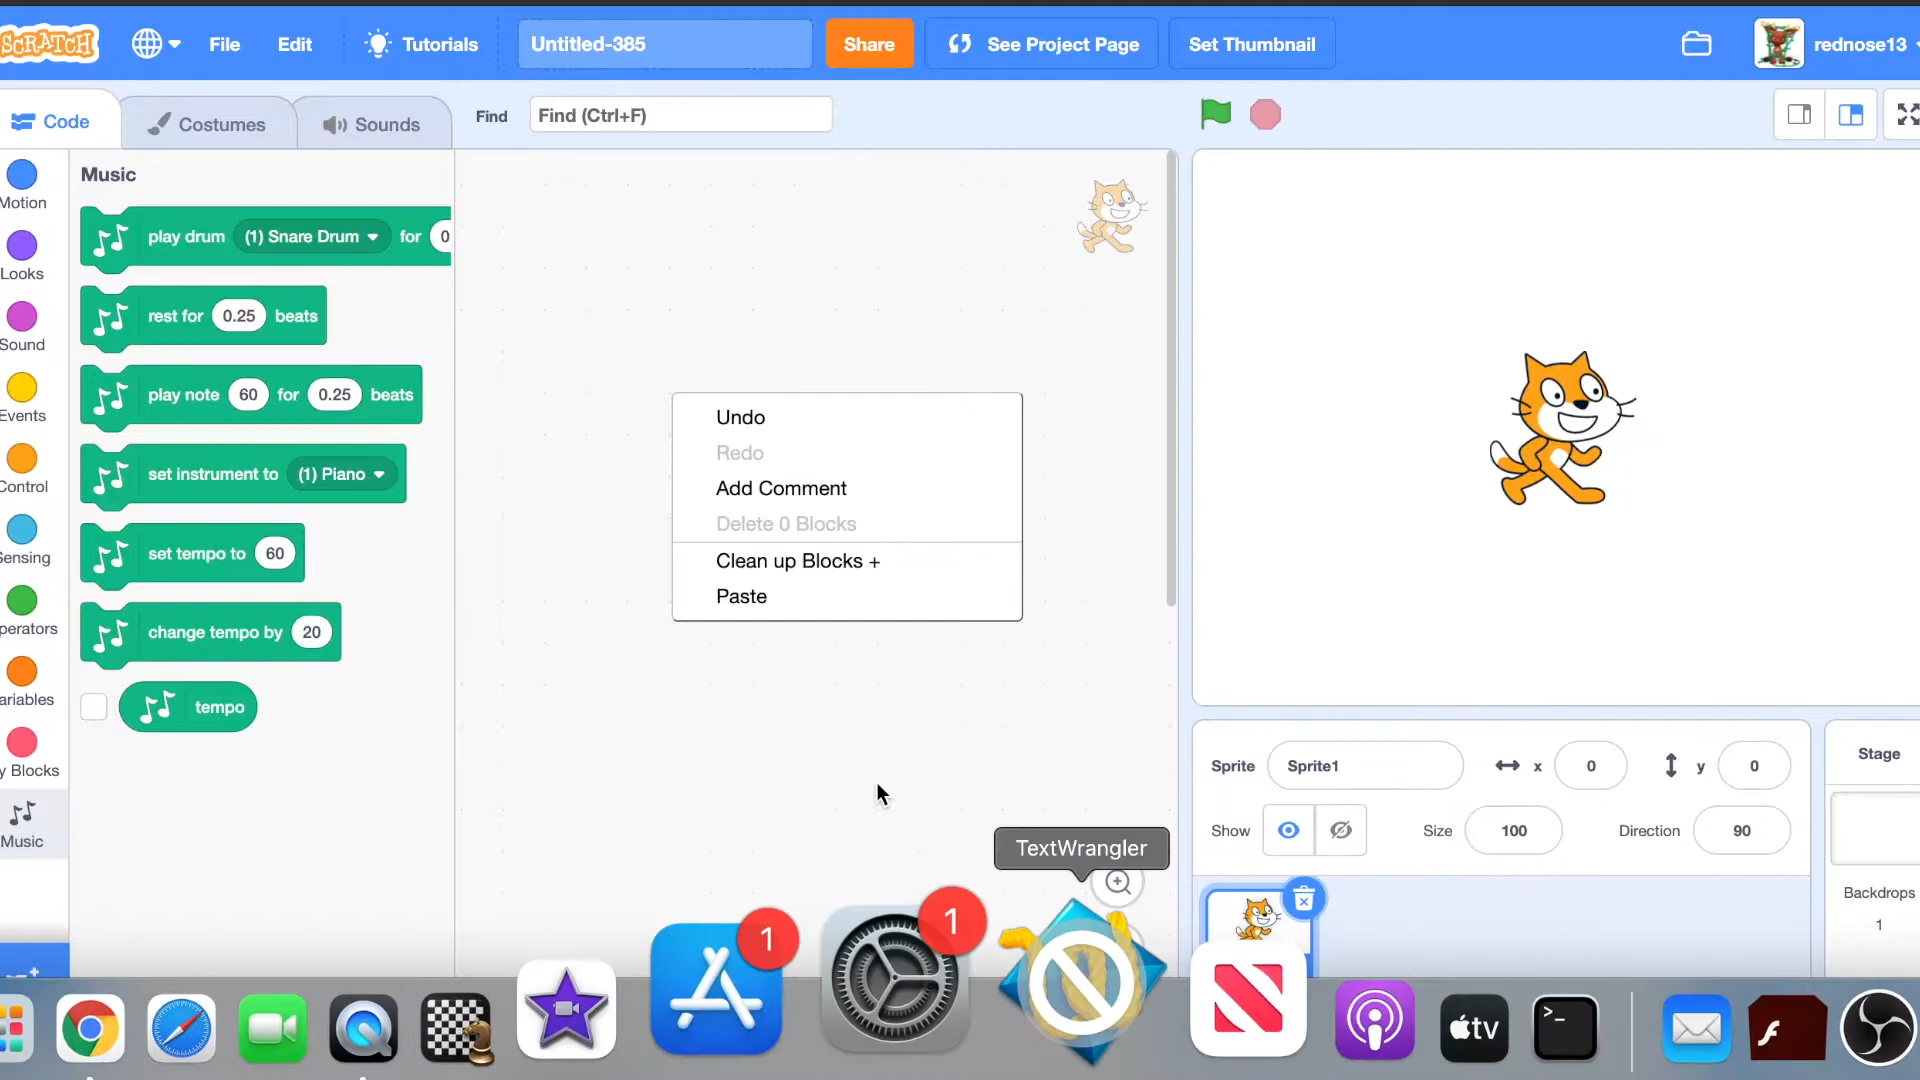 SCRATCH
File
Edit
Tutorials
Untitled-385
Share
See Project Page
Set Thumbnail
rednose13
Code
Costumes
Sounds
Find
Find (Ctrl+F)
Motion
Looks
Sound
Events
Control
Sensing
perators
ariables
y Blocks
Music
Music
play drum (1) Snare Drum for 0
rest for 0.25 beats
play note 60 for 0.25 beats
set instrument to (1) Piano
set tempo to 60
change tempo by 20
tempo
Undo
Redo
Add Comment
Delete 0 Blocks
Clean up Blocks +
Paste
Sprite
Sprite1
x
0
y
0
Show
Size
100
Direction
90
Stage
Backdrops
1
TextWrangler
1
1
tv
>_